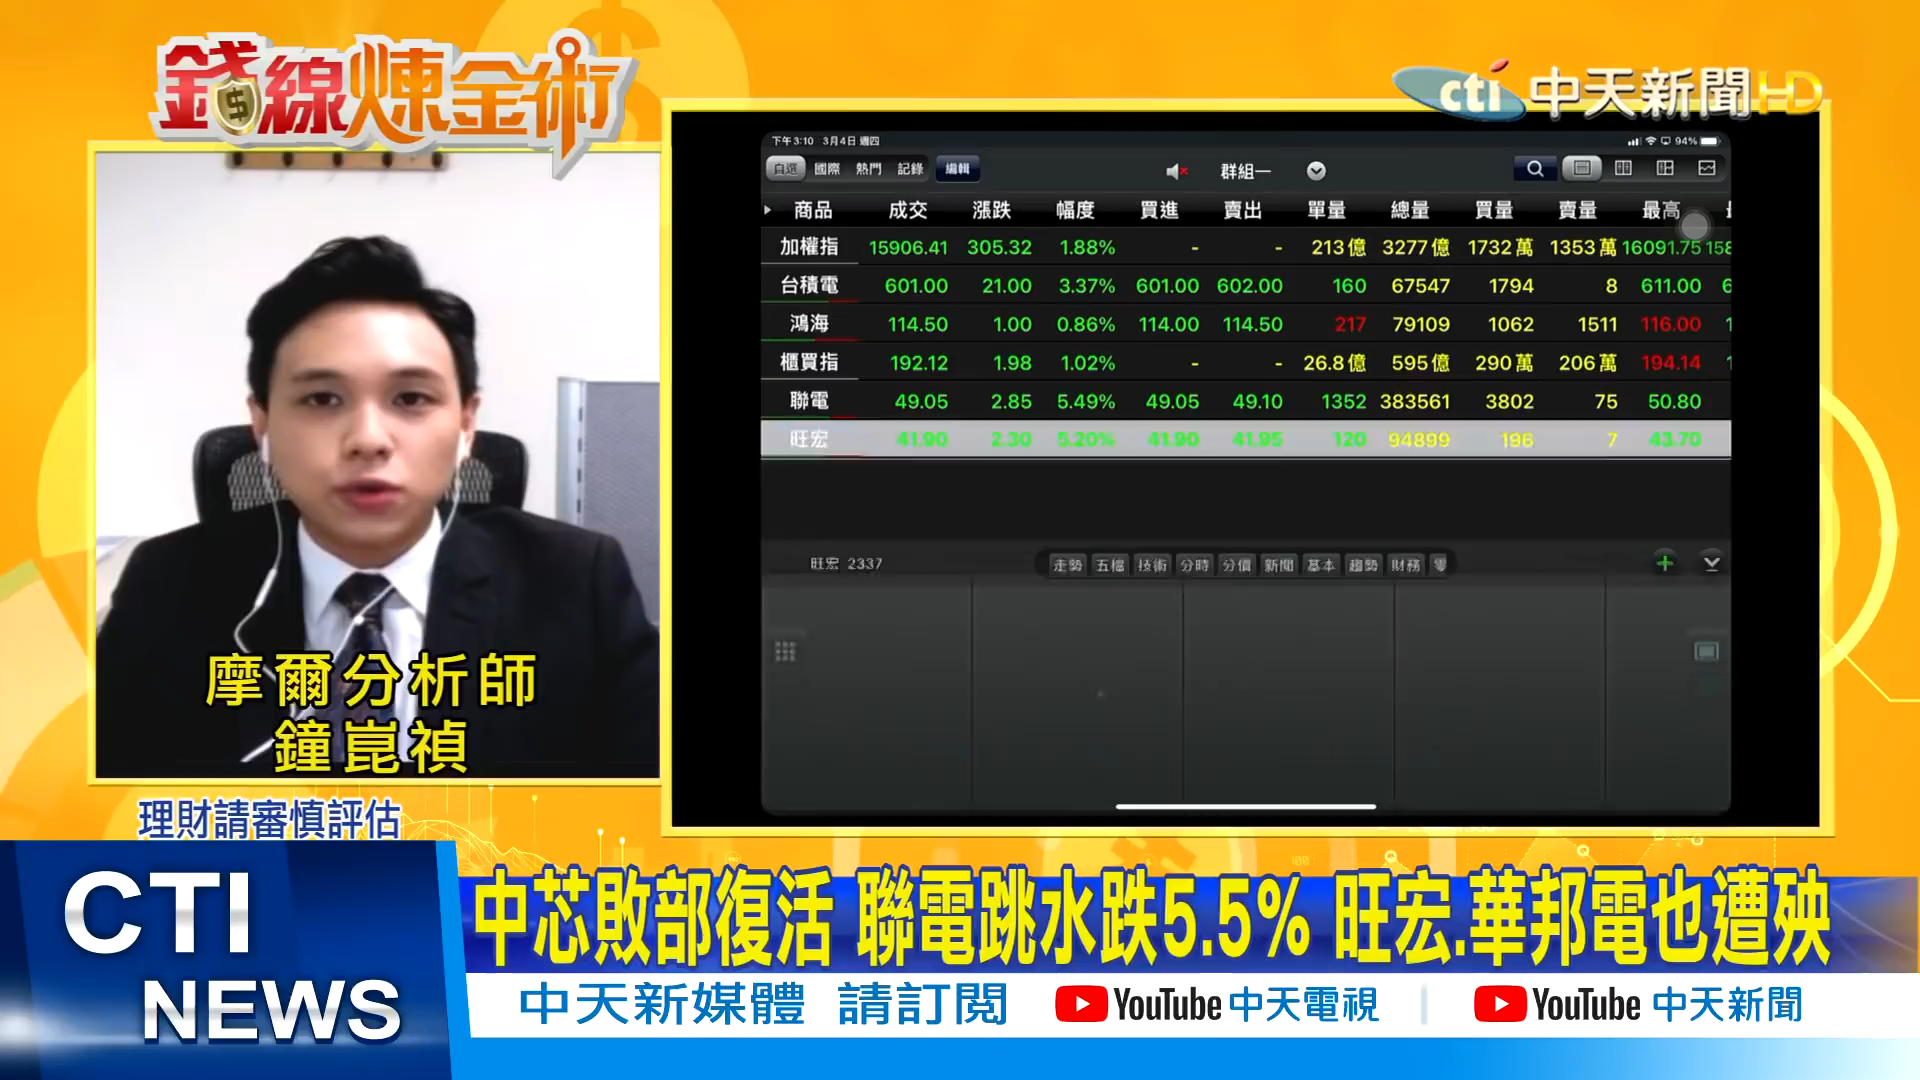 錢線煉金術
cti 中天新聞HD
下午3:10 3月4日 週四
94%
自選 國際 熱門 記錄 編輯 群組一
商品 成交 漲跌 幅度 買進 賣出 單量 總量 買量 賣量 最高
加權指 15906.41 305.32 1.88% - - 213億 3277億 1732萬 1353萬 16091.75 158
台積電 601.00 21.00 3.37% 601.00 602.00 160 67547 1794 8 611.00 6
鴻海 114.50 1.00 0.86% 114.00 114.50 217 79109 1062 1511 116.00 1
櫃買指 192.12 1.98 1.02% - - 26.8億 595億 290萬 206萬 194.14 1
聯電 49.05 2.85 5.49% 49.05 49.10 1352 383561 3802 75 50.80
旺宏 41.90 2.30 5.20% 41.90 41.95 120 94899 196 7 43.70
旺宏 2337
走勢 五檔 技術 分時 分價 新聞 基本 趨勢 財務 零
摩爾分析師
鐘崑禎
理財請審慎評估
CTI
NEWS
中芯敗部復活 聯電跳水跌5.5% 旺宏.華邦電也遭殃
中天新媒體 請訂閱 YouTube 中天電視 YouTube 中天新聞